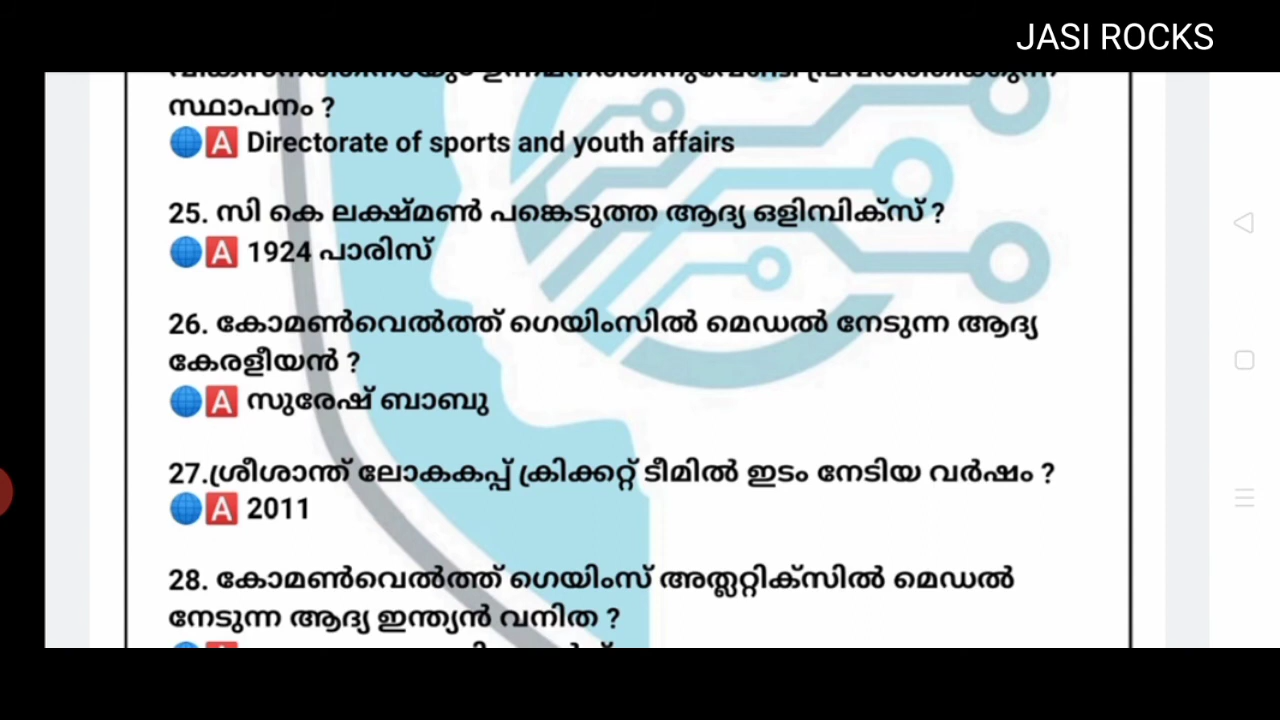 JASI ROCKS
സ്ഥാപനം ?
🌐🅰 Directorate of sports and youth affairs
25. സി കെ ലക്ഷ്മൺ പങ്കെടുത്ത ആദ്യ ഒളിമ്പിക്സ് ?
🌐🅰 1924 പാരിസ്
26. കോമൺവെൽത്ത് ഗെയിംസിൽ മെഡൽ നേടുന്ന ആദ്യ
കേരളീയൻ ?
🌐🅰 സുരേഷ് ബാബു
27.ശ്രീശാന്ത് ലോകകപ്പ് ക്രിക്കറ്റ് ടീമിൽ ഇടം നേടിയ വർഷം ?
🌐🅰 2011
28. കോമൺവെൽത്ത് ഗെയിംസ് അത്ലറ്റിക്സിൽ മെഡൽ
നേടുന്ന ആദ്യ ഇന്ത്യൻ വനിത ?